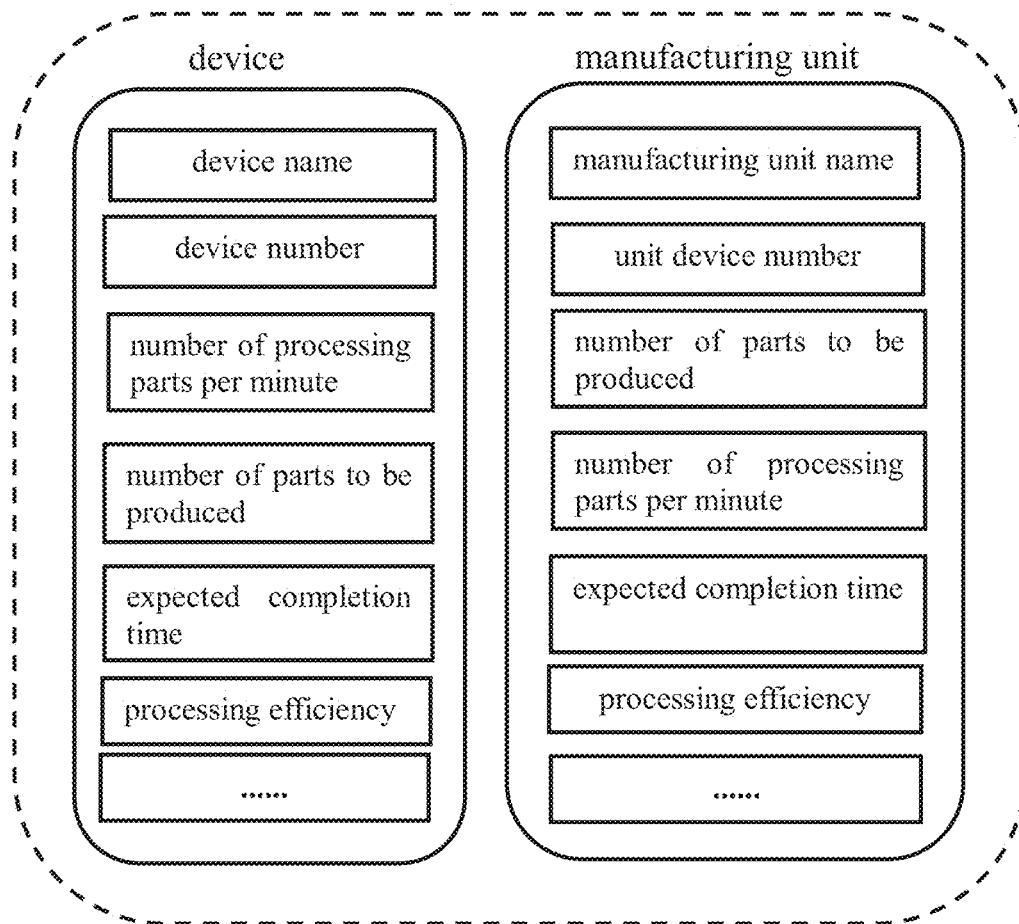 device
device name
device number
number of processing
parts per minute
number of parts to be
produced
expected completion
time
processing efficiency
......
manufacturing unit
manufacturing unit name
unit device number
number of parts to be
produced
number of processing
parts per minute
expected completion time
processing efficiency
......